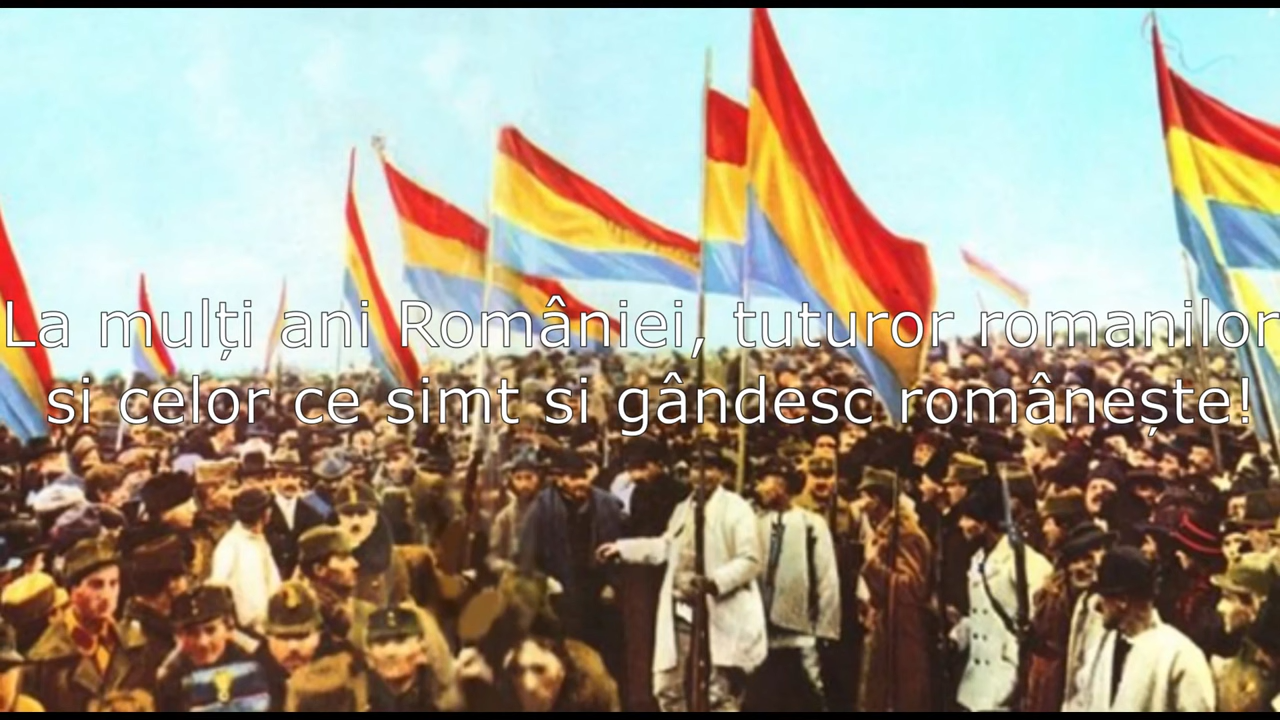 La mulți ani României, tuturor romanilor
si celor ce simt si gândesc românește!